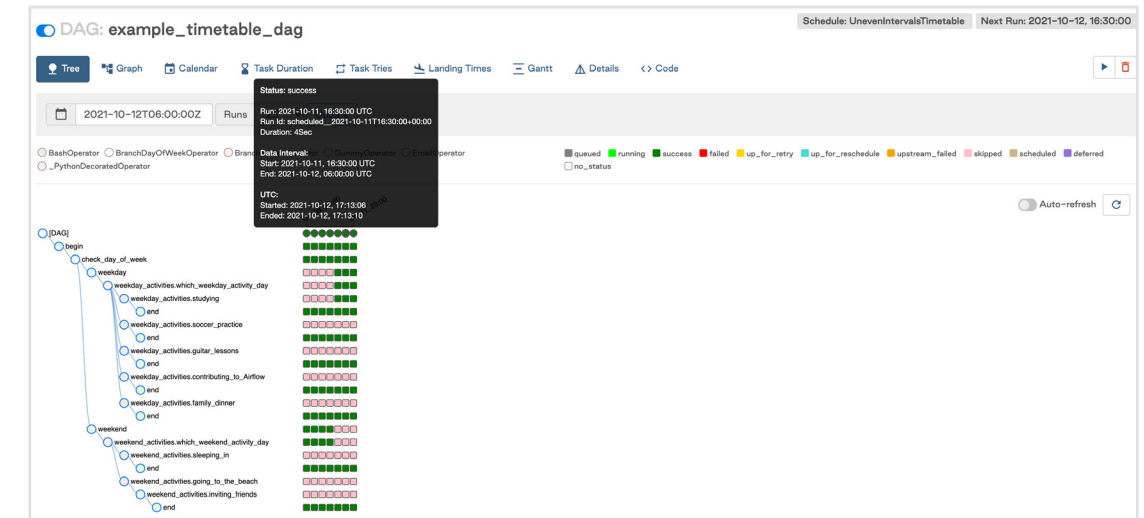 DAG: example_timetable_dag
Schedule: UnevenIntervalsTimetable Next Run: 2021-10-12, 16:30:00
Tree Graph Calendar Task Duration Task Tries Landing Times Gantt Details Code
Status: success
2021-10-12T06:00:00Z Runs
Run: 2021-10-11, 16:30:00 UTC
Run Id: scheduled__2021-10-11T16:30:00+00:00
Duration: 4Sec
BashOperator BranchDayOfWeekOperator
DummyOperator EmailOperator
_PythonDecoratedOperator
Data Interval:
Start: 2021-10-11, 16:30:00 UTC
End: 2021-10-12, 06:00:00 UTC
queued running success failed up_for_retry up_for_reschedule upstream_failed skipped scheduled deferred
no_status
UTC:
Started: 2021-10-12, 17:13:06
Ended: 2021-10-12, 17:13:10
Auto-refresh
[DAG]
begin
check_day_of_week
weekday
weekday_activities.which_weekday_activity_day
weekday_activities.studying
end
weekday_activities.soccer_practice
end
weekday_activities.guitar_lessons
end
weekday_activities.contributing_to_Airflow
end
weekday_activities.family_dinner
end
weekend
weekend_activities.which_weekend_activity_day
weekend_activities.sleeping_in
end
weekend_activities.going_to_the_beach
weekend_activities.inviting_friends
end